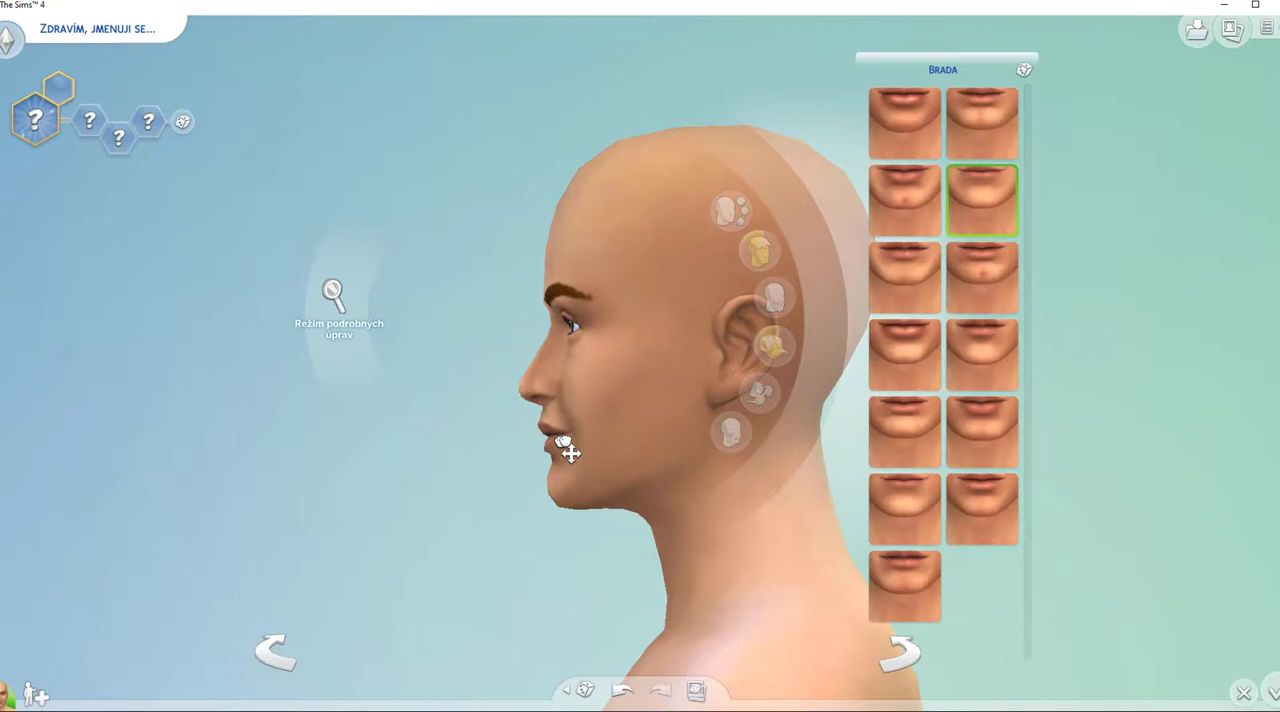 The Sims™ 4
Zdravím, jmenuji se...
Brada
?
?
?
?
Režim podrobných
úprav